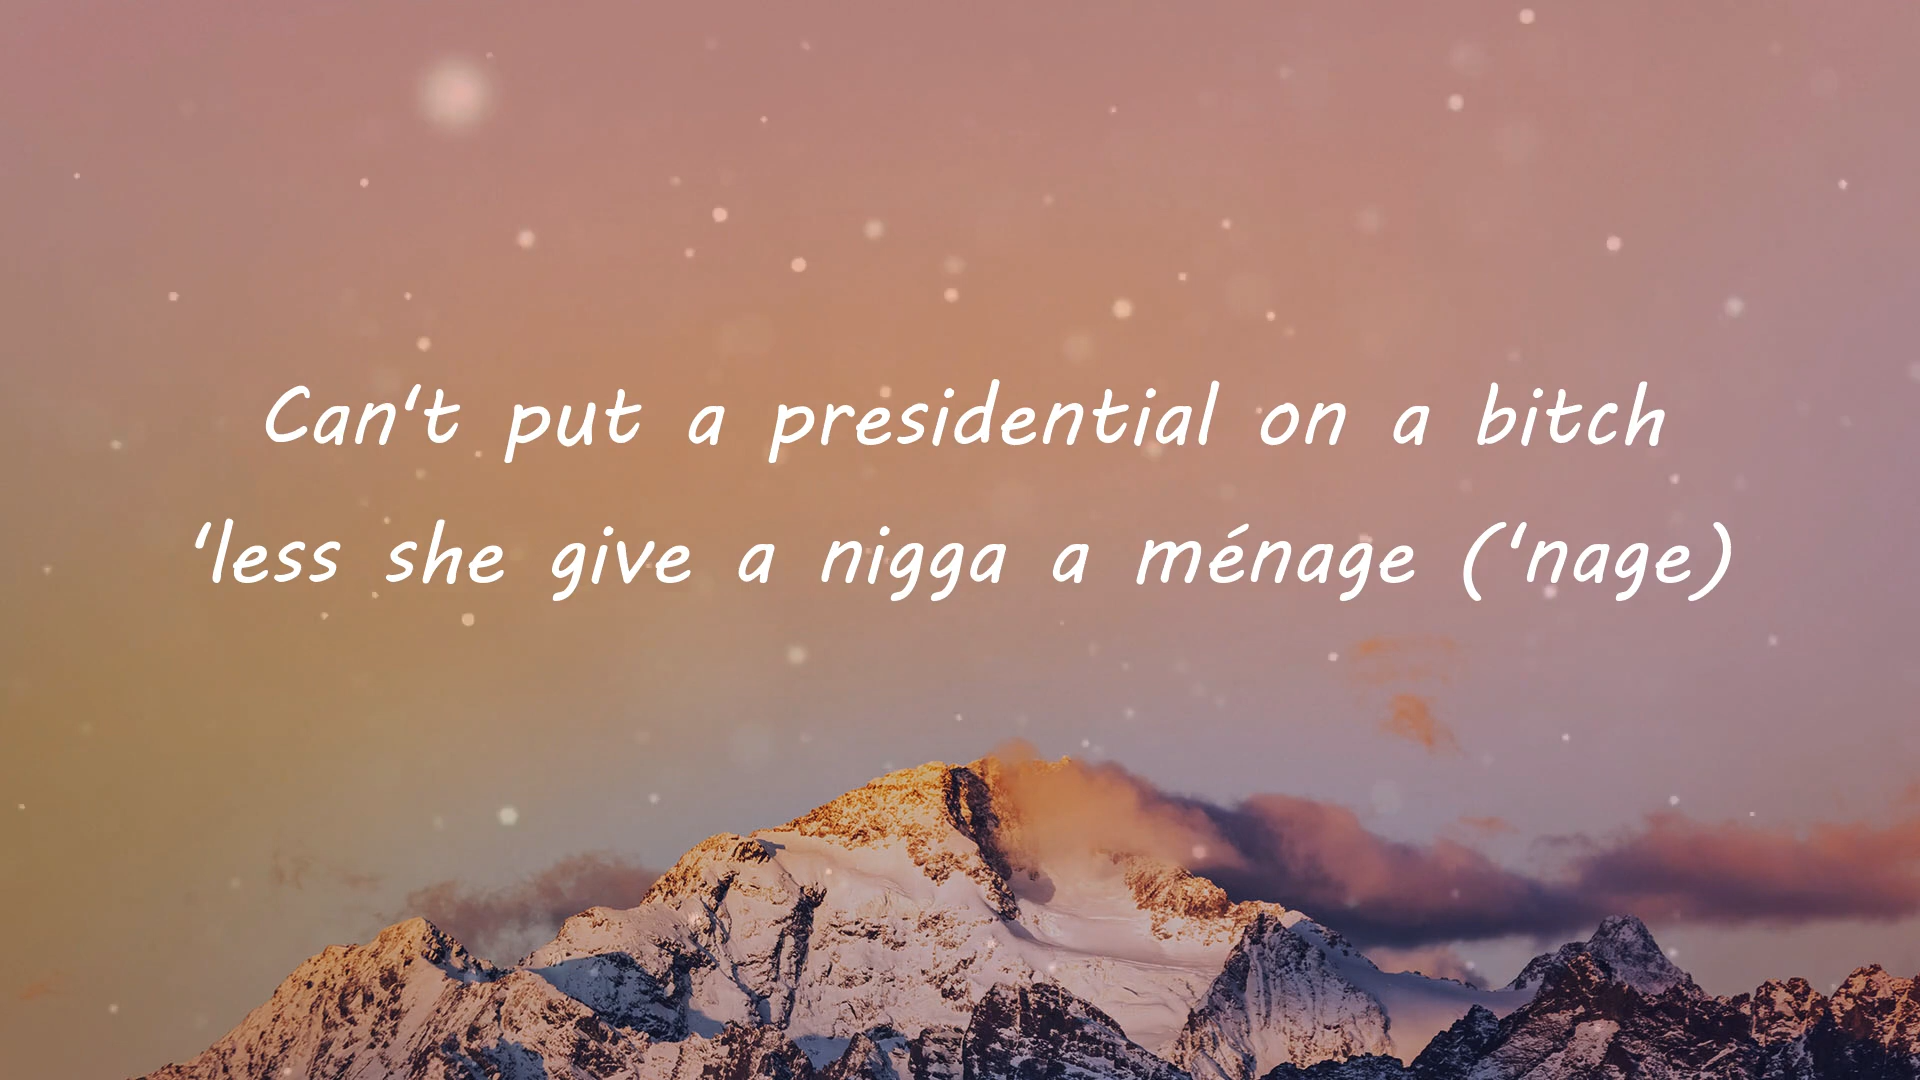 Can't put a presidential on a bitch
'less she give a nigga a ménage ('nage)